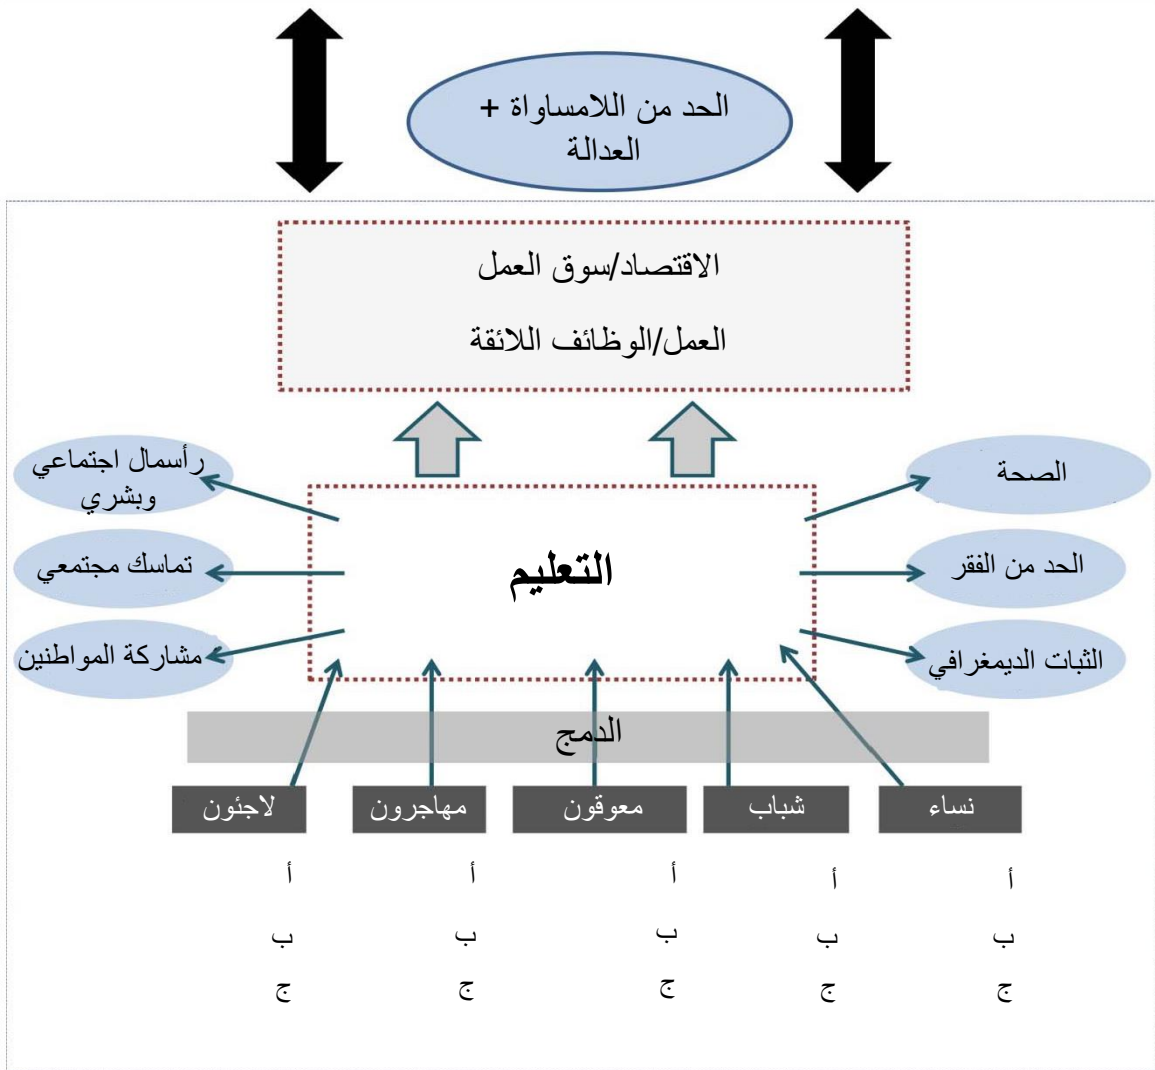 الحد من اللامساواة +
العدالة
الاقتصاد/سوق العمل
العمل/الوظائف اللائقة
الصحة
رأسمال اجتماعي
وبشري
الحد من الفقر
التعليم
تماسك مجتمعي
الثبات الديمغرافي
مشاركة المواطنين
الدمج
نساء
شباب
معوقون
مهاجرون
لاجئون
أ أ أ أ أ
ب ب ب ب ب
ج ج ج ج ج